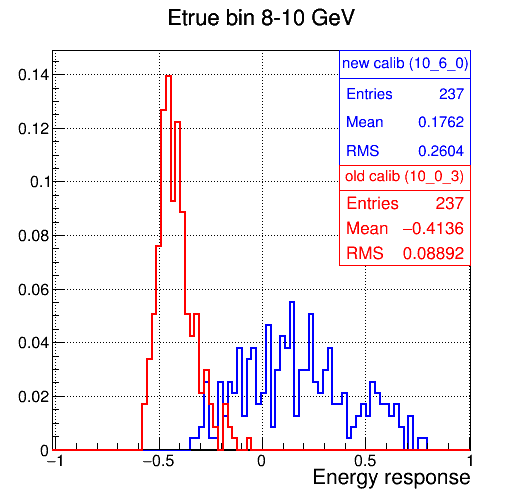 Etrue bin 8-10 GeV
new calib (10_6_0)
Entries 237
Mean 0.1762
RMS 0.2604
old calib (10_0_3)
Entries 237
Mean −0.4136
RMS 0.08892
0.14
0.12
0.1
0.08
0.06
0.04
0.02
0
−1 −0.5 0 0.5 1
Energy response